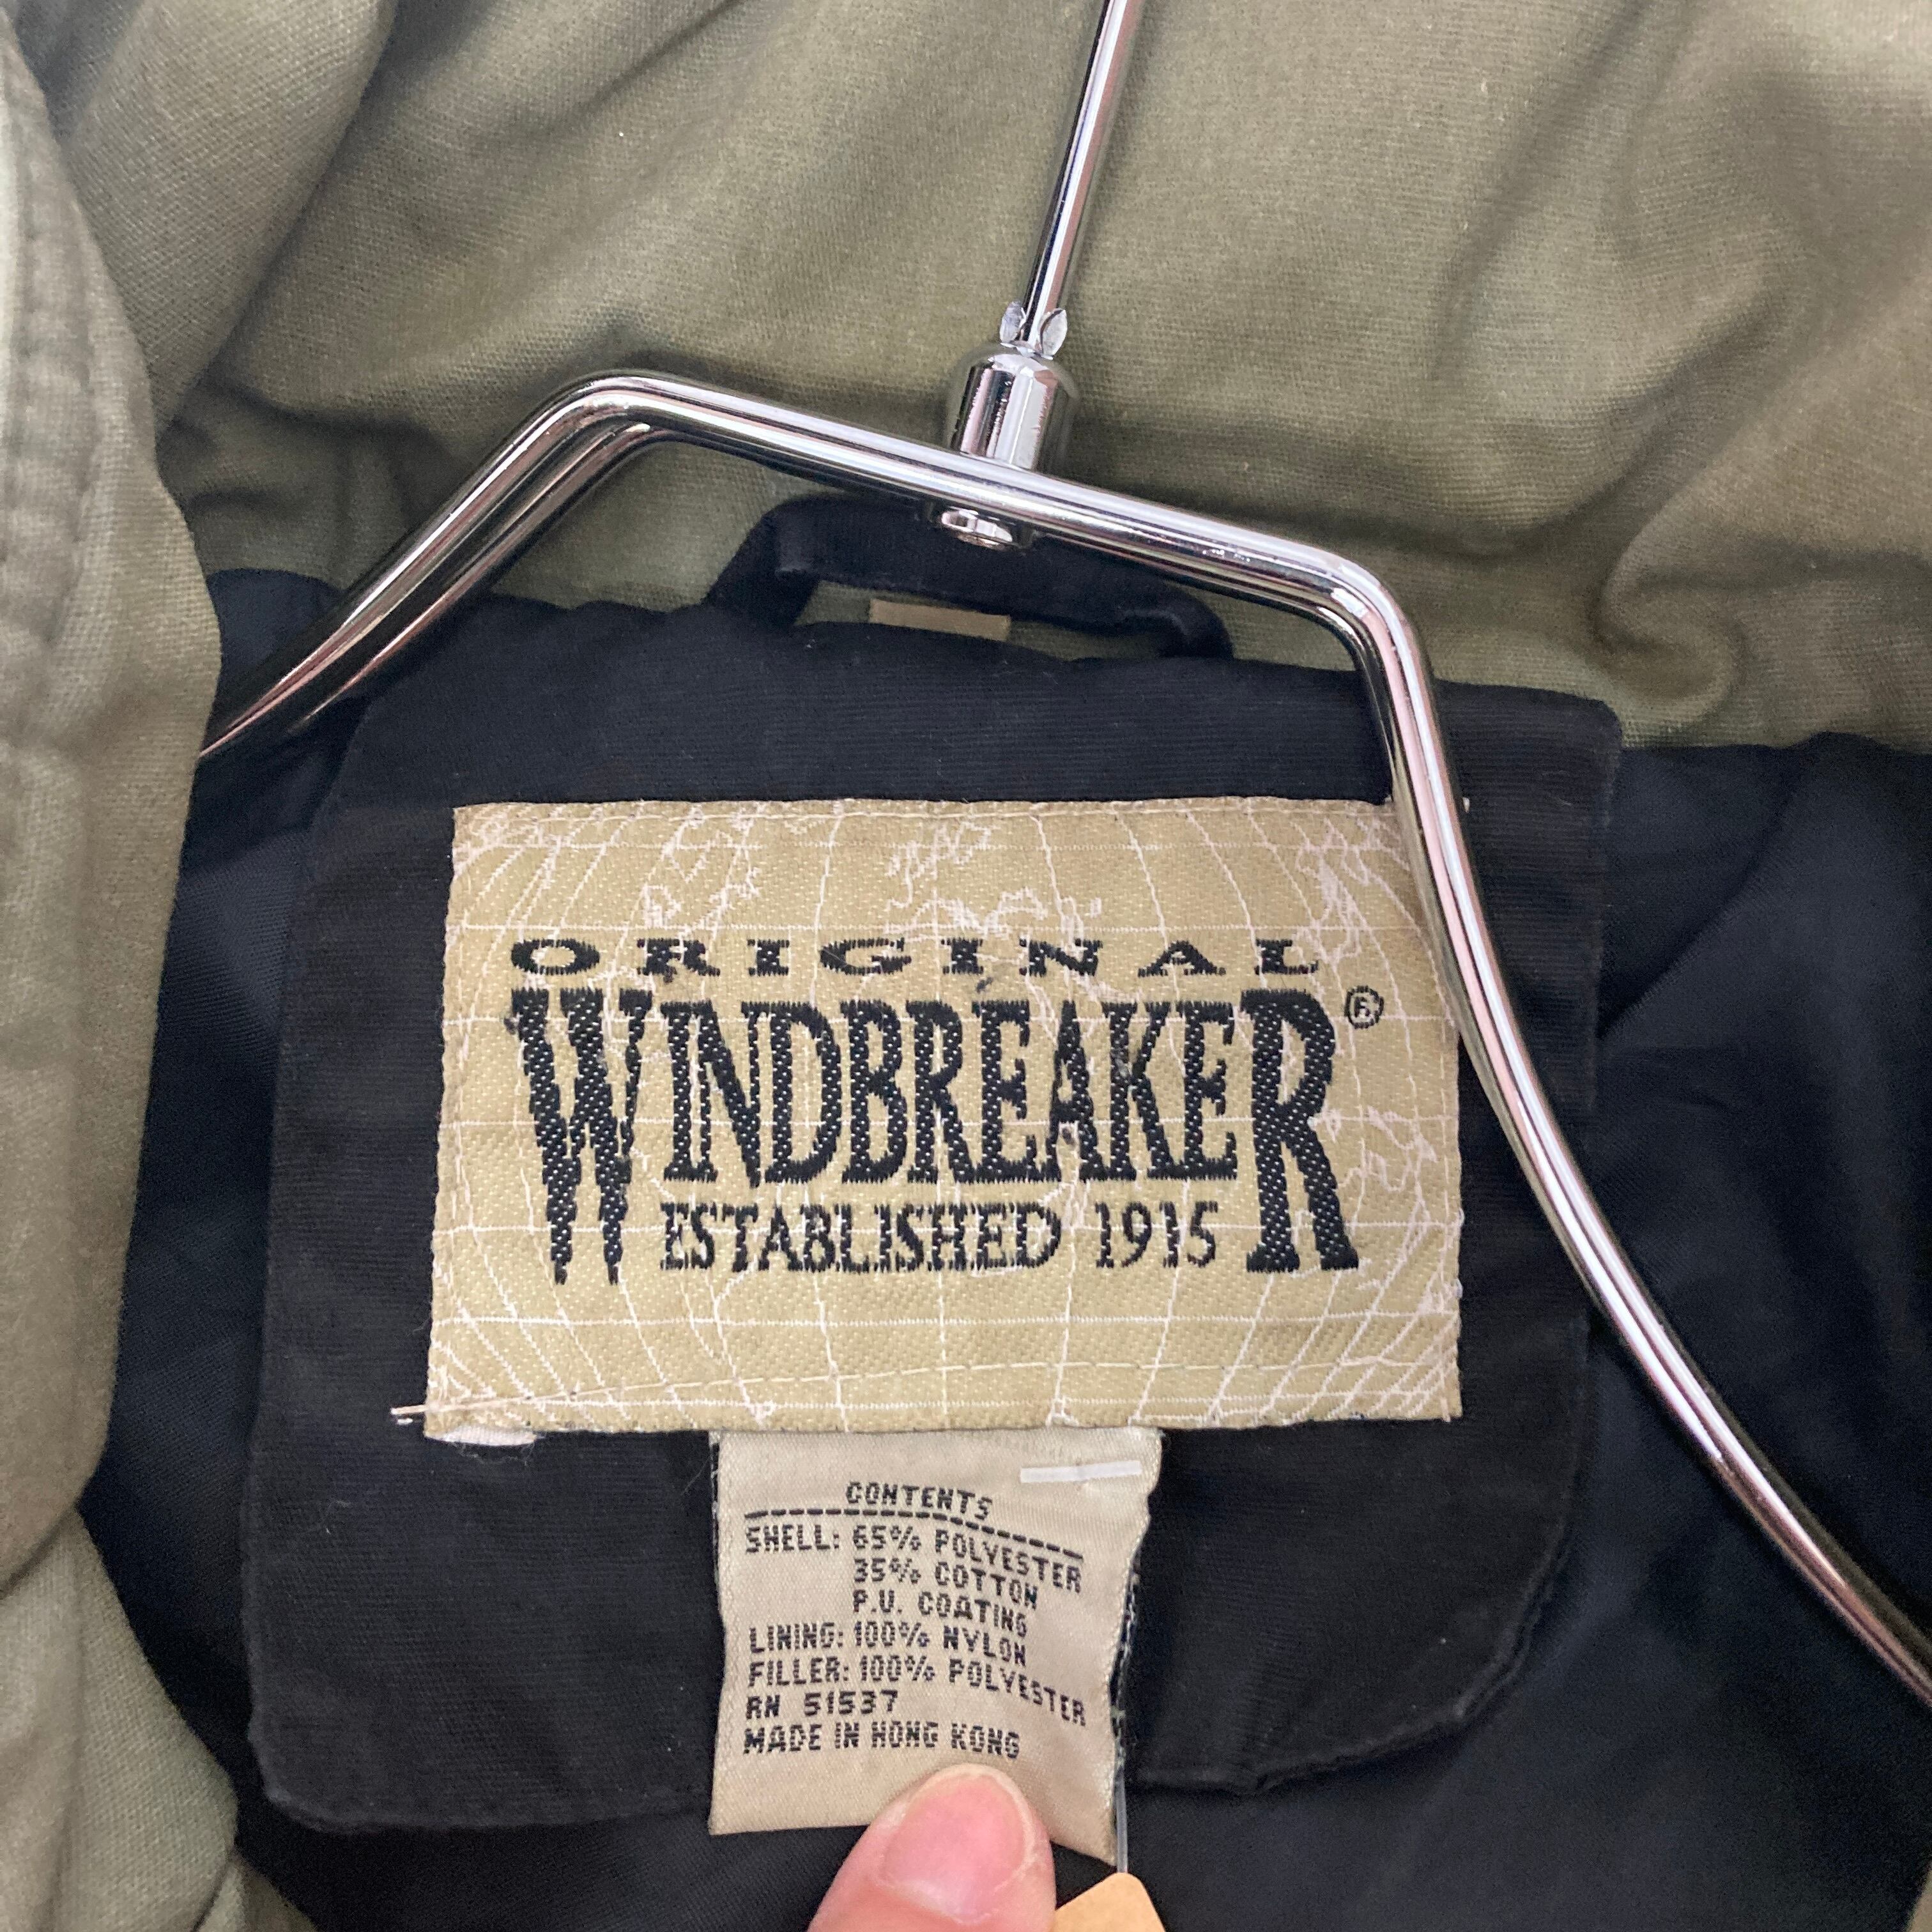 ORIGINAL
WINDBREAKER®
ESTABLISHED 1915
CONTENTS
SHELL: 65% POLYESTER
35% COTTON
P.U. COATING
LINING: 100% NYLON
FILLER: 100% POLYESTER
RN 51537
MADE IN HONG KONG